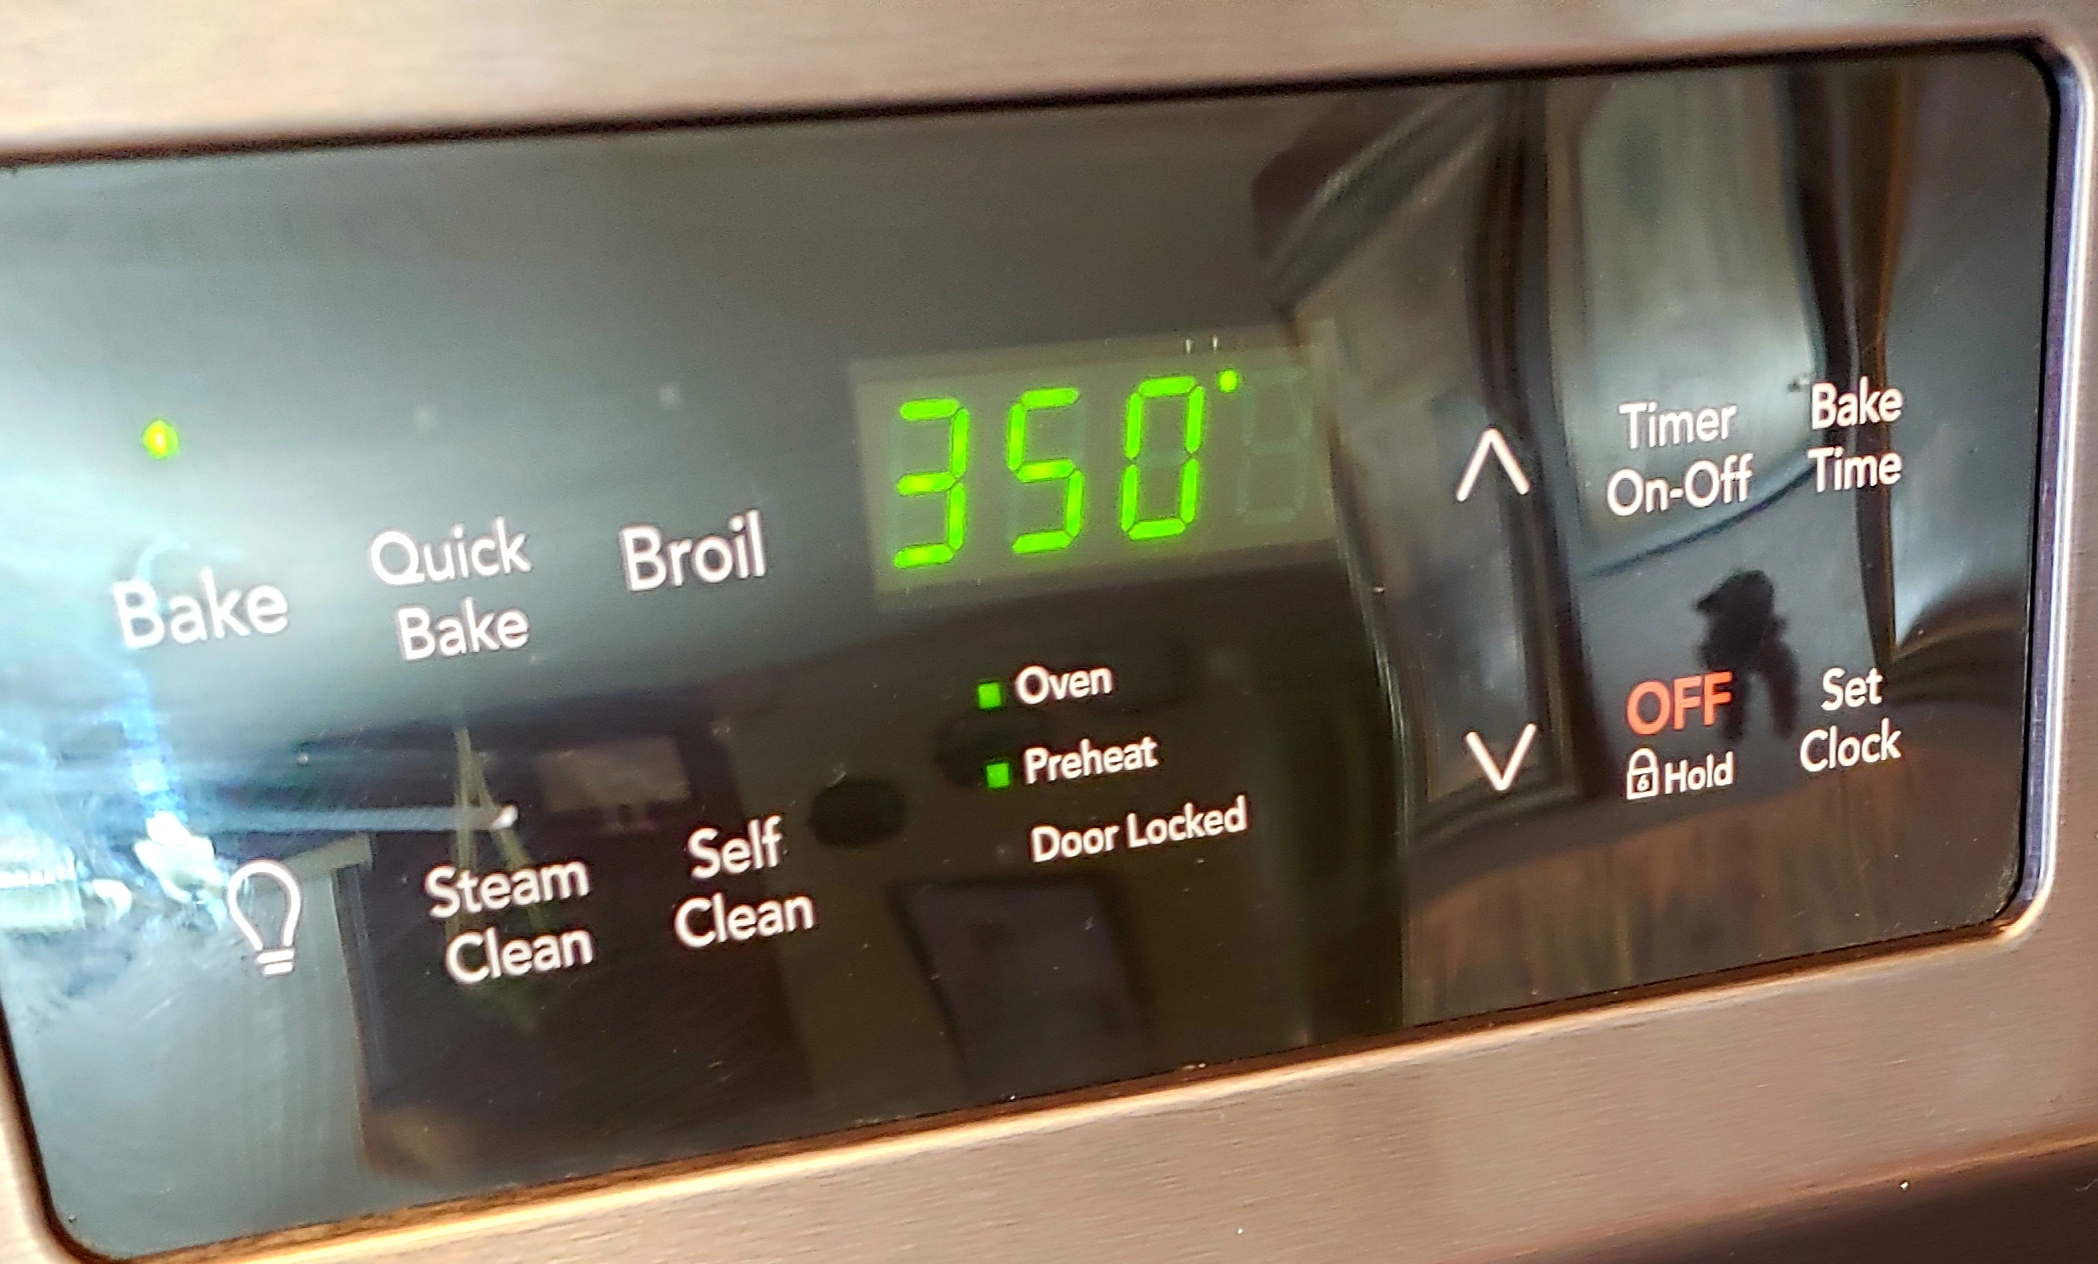 350°
Bake
Quick
Bake
Broil
Timer
On-Off
Bake
Time
Oven
Preheat
Door Locked
OFF
Hold
Set
Clock
Steam
Clean
Self
Clean